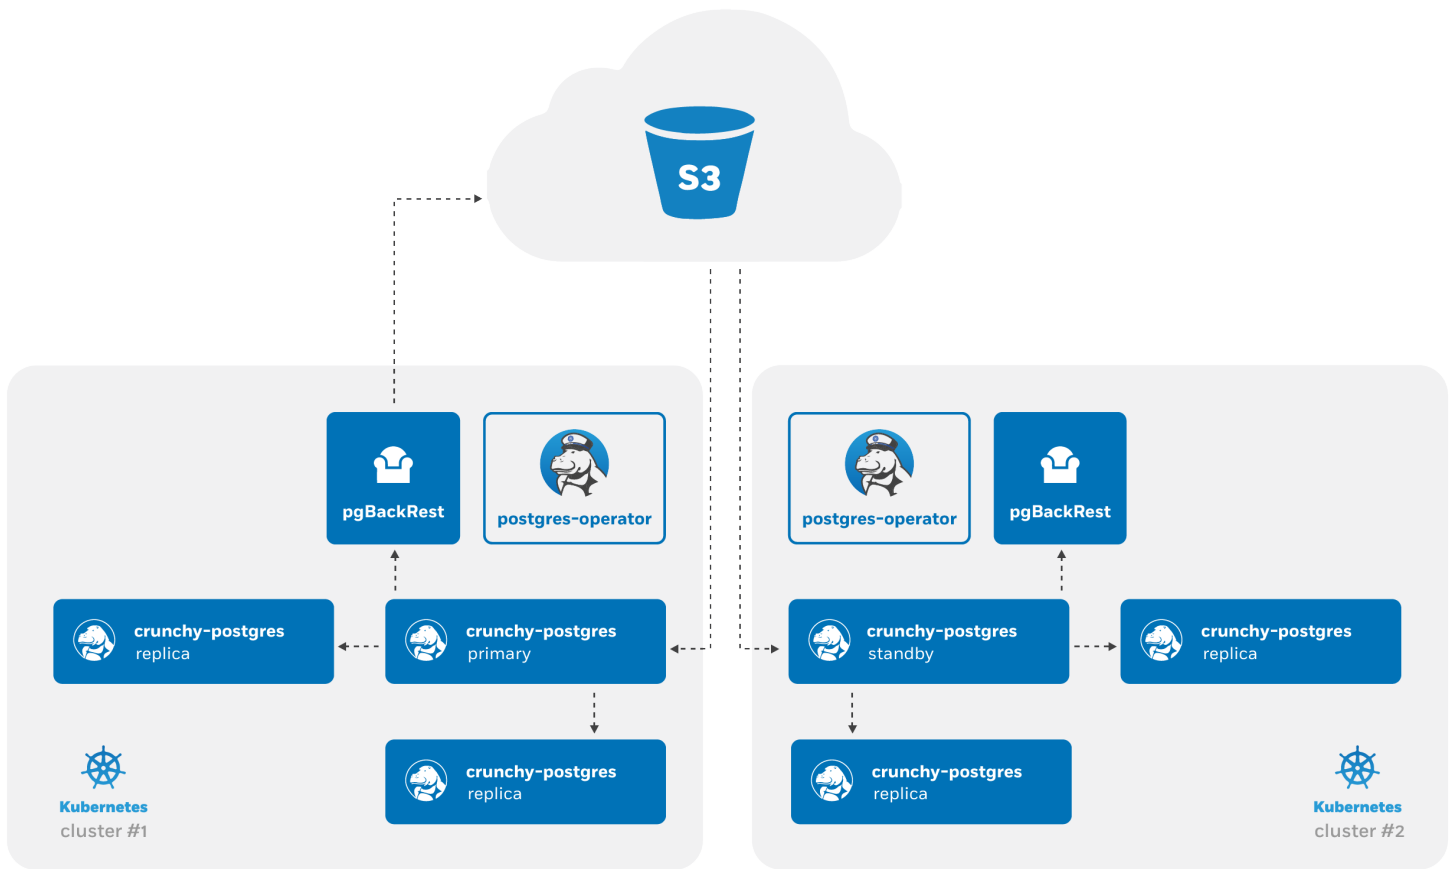 S3
pgBackRest
postgres-operator
crunchy-postgres
replica
crunchy-postgres
primary
crunchy-postgres
replica
Kubernetes
cluster #1
postgres-operator
pgBackRest
crunchy-postgres
standby
crunchy-postgres
replica
crunchy-postgres
replica
Kubernetes
cluster #2